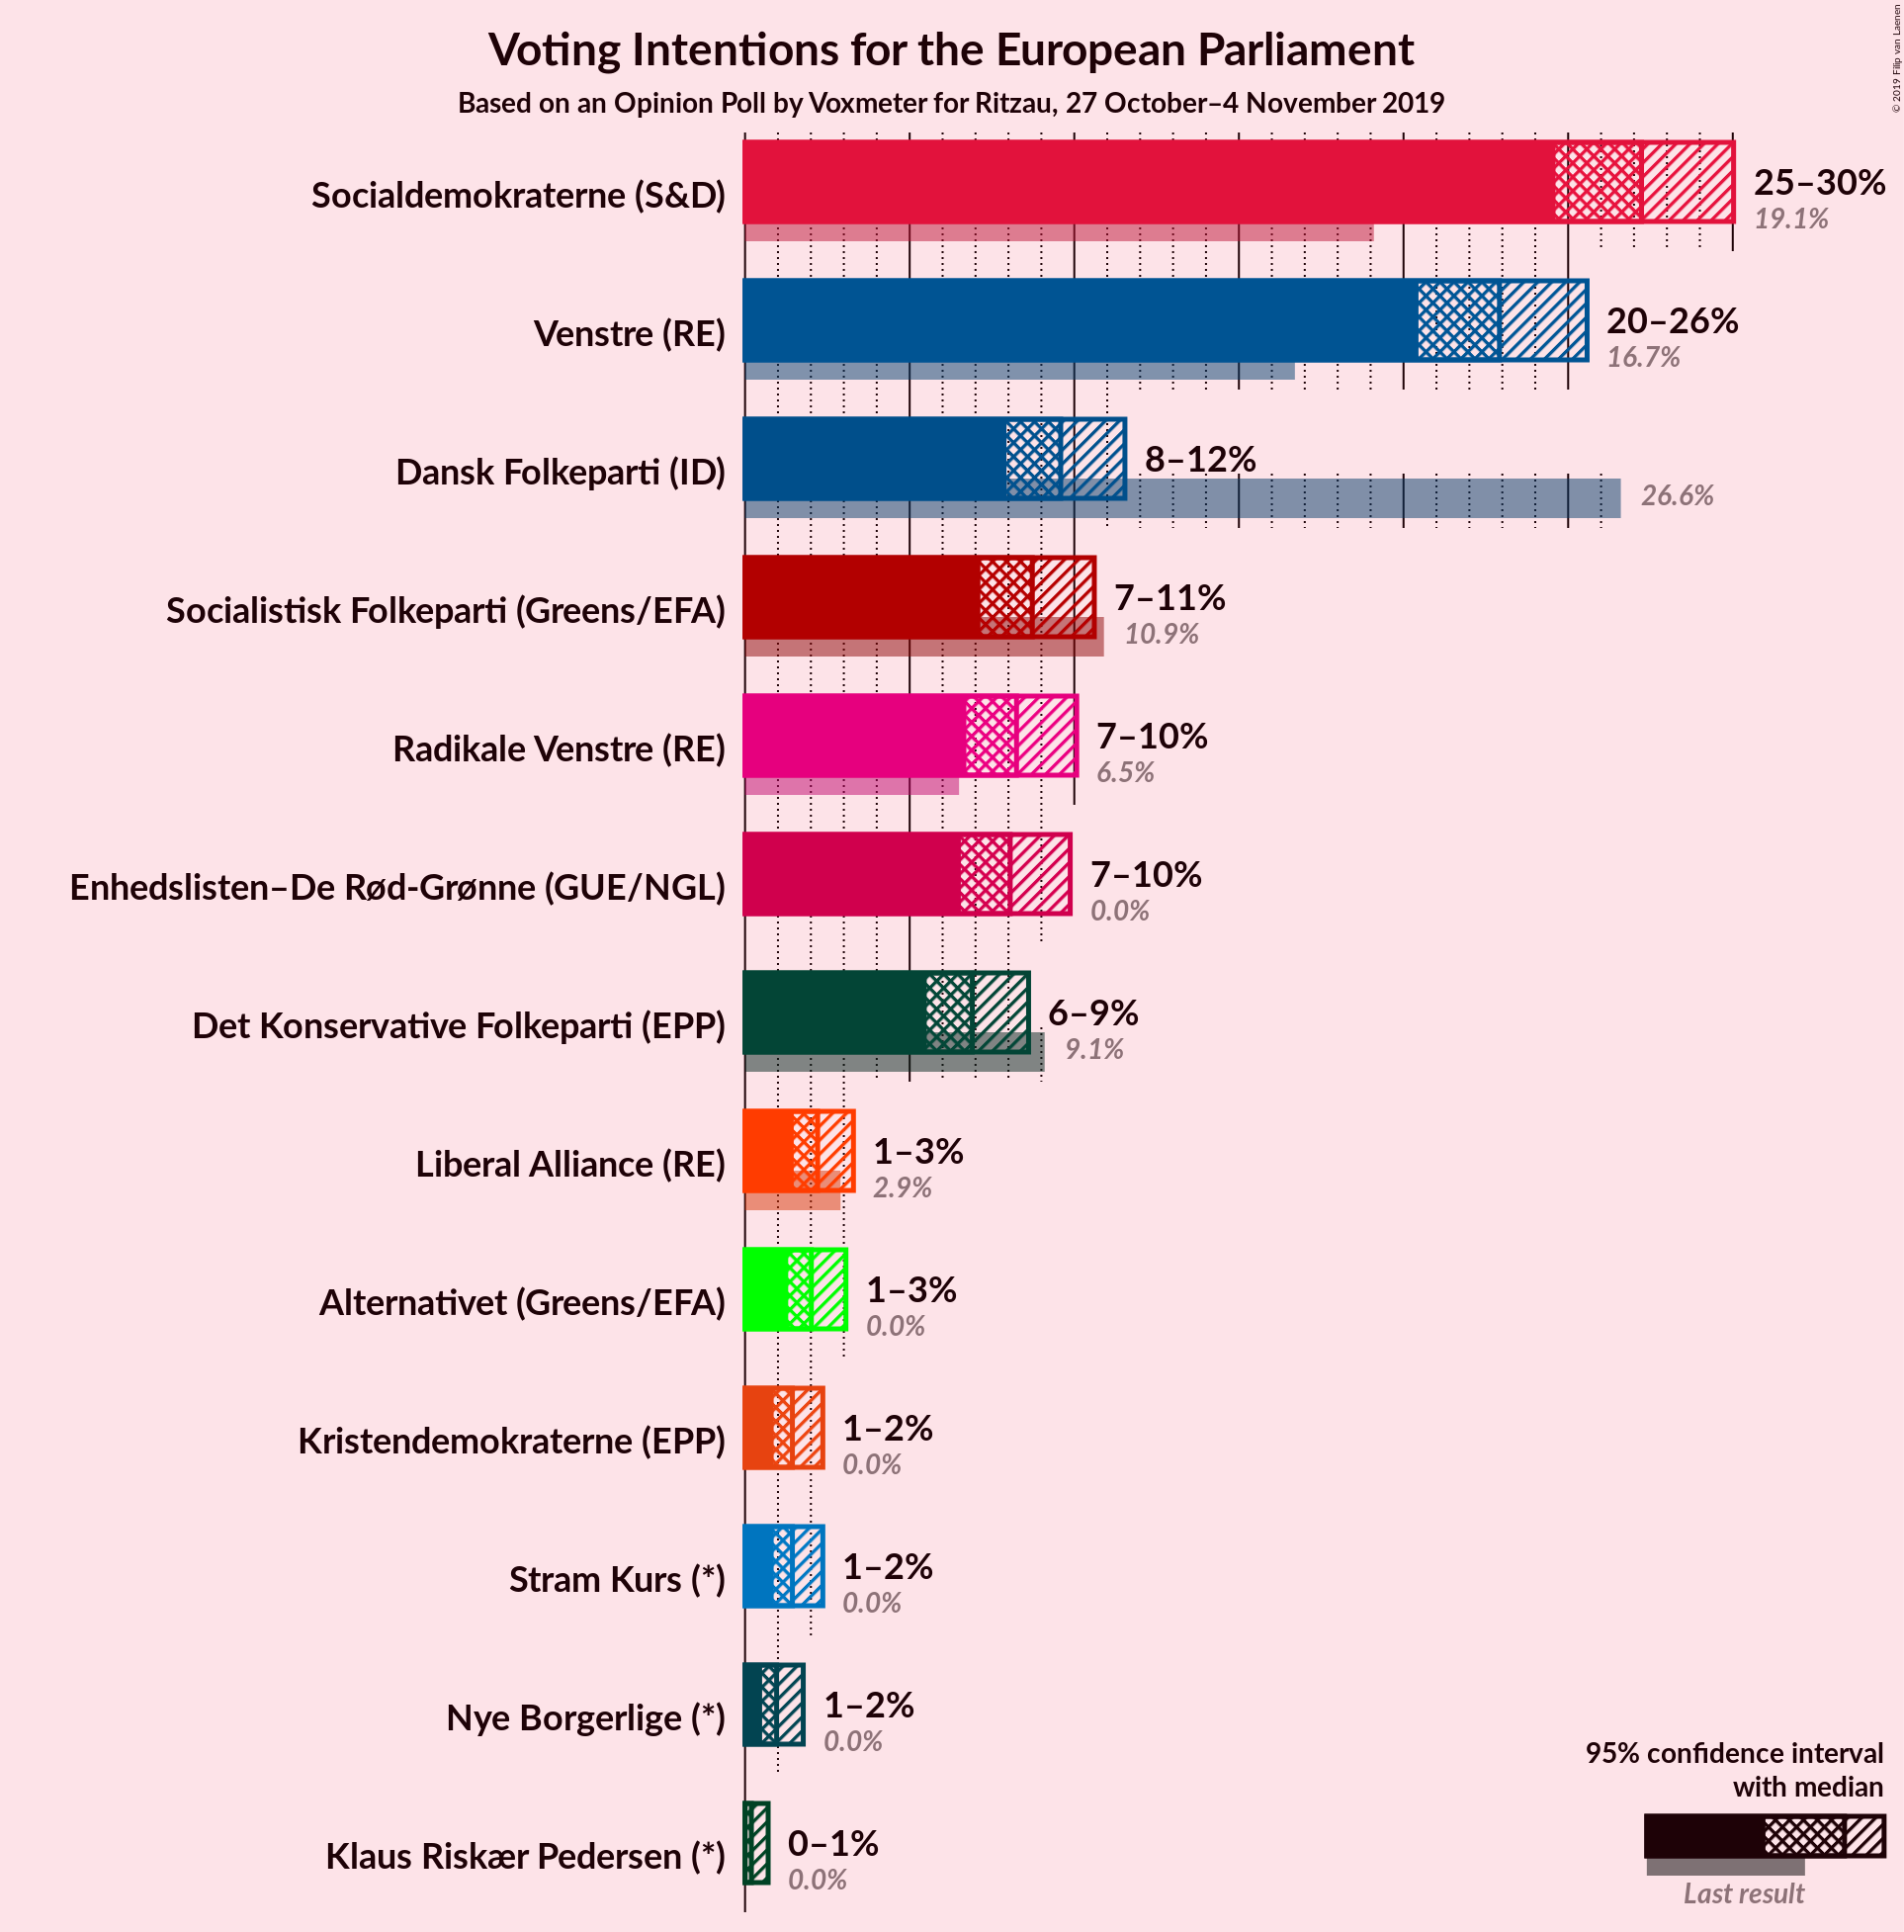 Voting Intentions for the European Parliament
Based on an Opinion Poll by Voxmeter for Ritzau, 27 October–4 November 2019
© 2019 Filip van Laenen
Socialdemokraterne (S&D)
25–30%
19.1%
Venstre (RE)
20–26%
16.7%
Dansk Folkeparti (ID)
8–12%
26.6%
Socialistisk Folkeparti (Greens/EFA)
7–11%
10.9%
Radikale Venstre (RE)
7–10%
6.5%
Enhedslisten–De Rød-Grønne (GUE/NGL)
7–10%
0.0%
Det Konservative Folkeparti (EPP)
6–9%
9.1%
Liberal Alliance (RE)
1–3%
2.9%
Alternativet (Greens/EFA)
1–3%
0.0%
Kristendemokraterne (EPP)
1–2%
0.0%
Stram Kurs (*)
1–2%
0.0%
Nye Borgerlige (*)
1–2%
0.0%
Klaus Riskær Pedersen (*)
0–1%
0.0%
95% confidence interval
with median
Last result